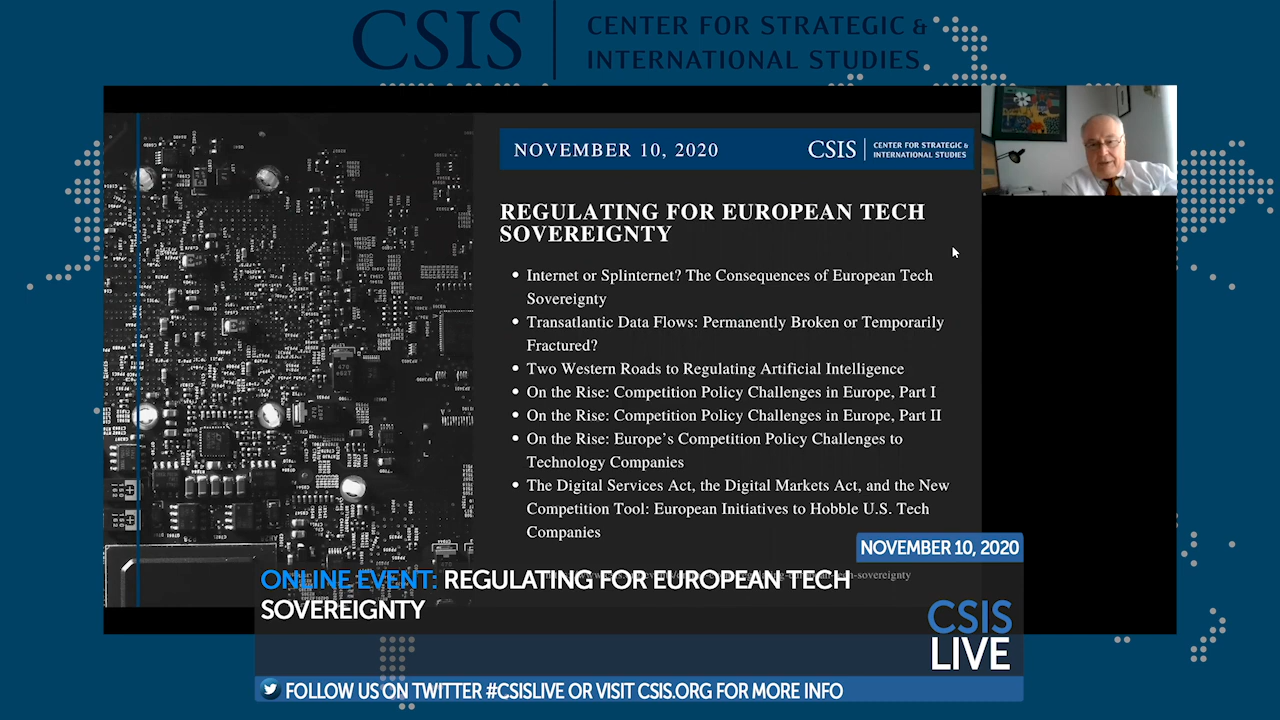 CSIS
CENTER FOR STRATEGIC &
INTERNATIONAL STUDIES
NOVEMBER 10, 2020
CSIS
CENTER FOR STRATEGIC &
INTERNATIONAL STUDIES
REGULATING FOR EUROPEAN TECH
SOVEREIGNTY
• Internet or Splinternet? The Consequences of European Tech
Sovereignty
• Transatlantic Data Flows: Permanently Broken or Temporarily
Fractured?
• Two Western Roads to Regulating Artificial Intelligence
• On the Rise: Competition Policy Challenges in Europe, Part I
• On the Rise: Competition Policy Challenges in Europe, Part II
• On the Rise: Europe's Competition Policy Challenges to
Technology Companies
• The Digital Services Act, the Digital Markets Act, and the New
Competition Tool: European Initiatives to Hobble U.S. Tech
Companies
NOVEMBER 10, 2020
ONLINE EVENT: REGULATING FOR EUROPEAN TECH
SOVEREIGNTY
CSIS
LIVE
FOLLOW US ON TWITTER #CSISLIVE OR VISIT CSIS.ORG FOR MORE INFO